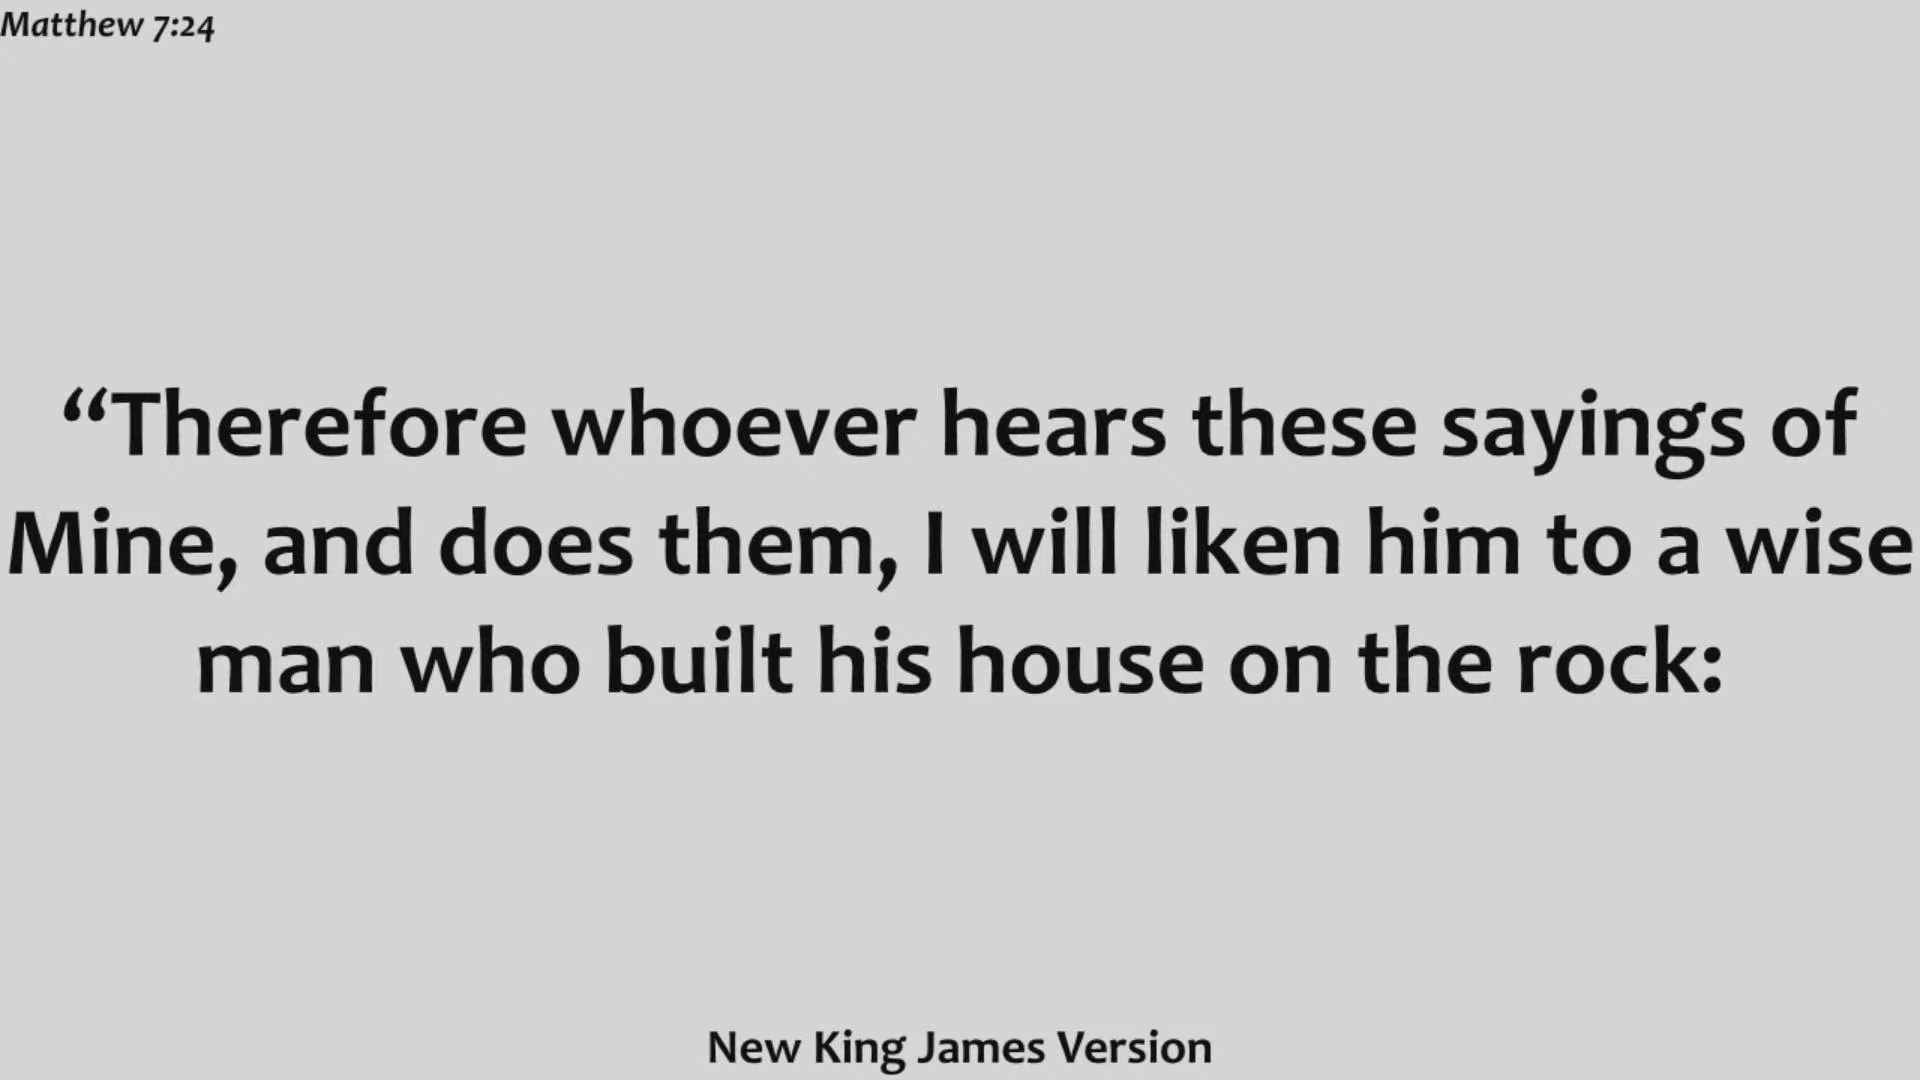 Matthew 7:24
“Therefore whoever hears these sayings of
Mine, and does them, I will liken him to a wise
man who built his house on the rock:
New King James Version